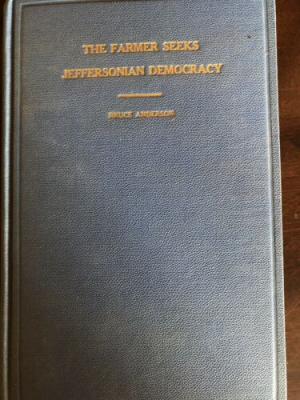 THE FARMER SEEKS
JEFFERSONIAN DEMOCRACY
BRUCE ANDERSON